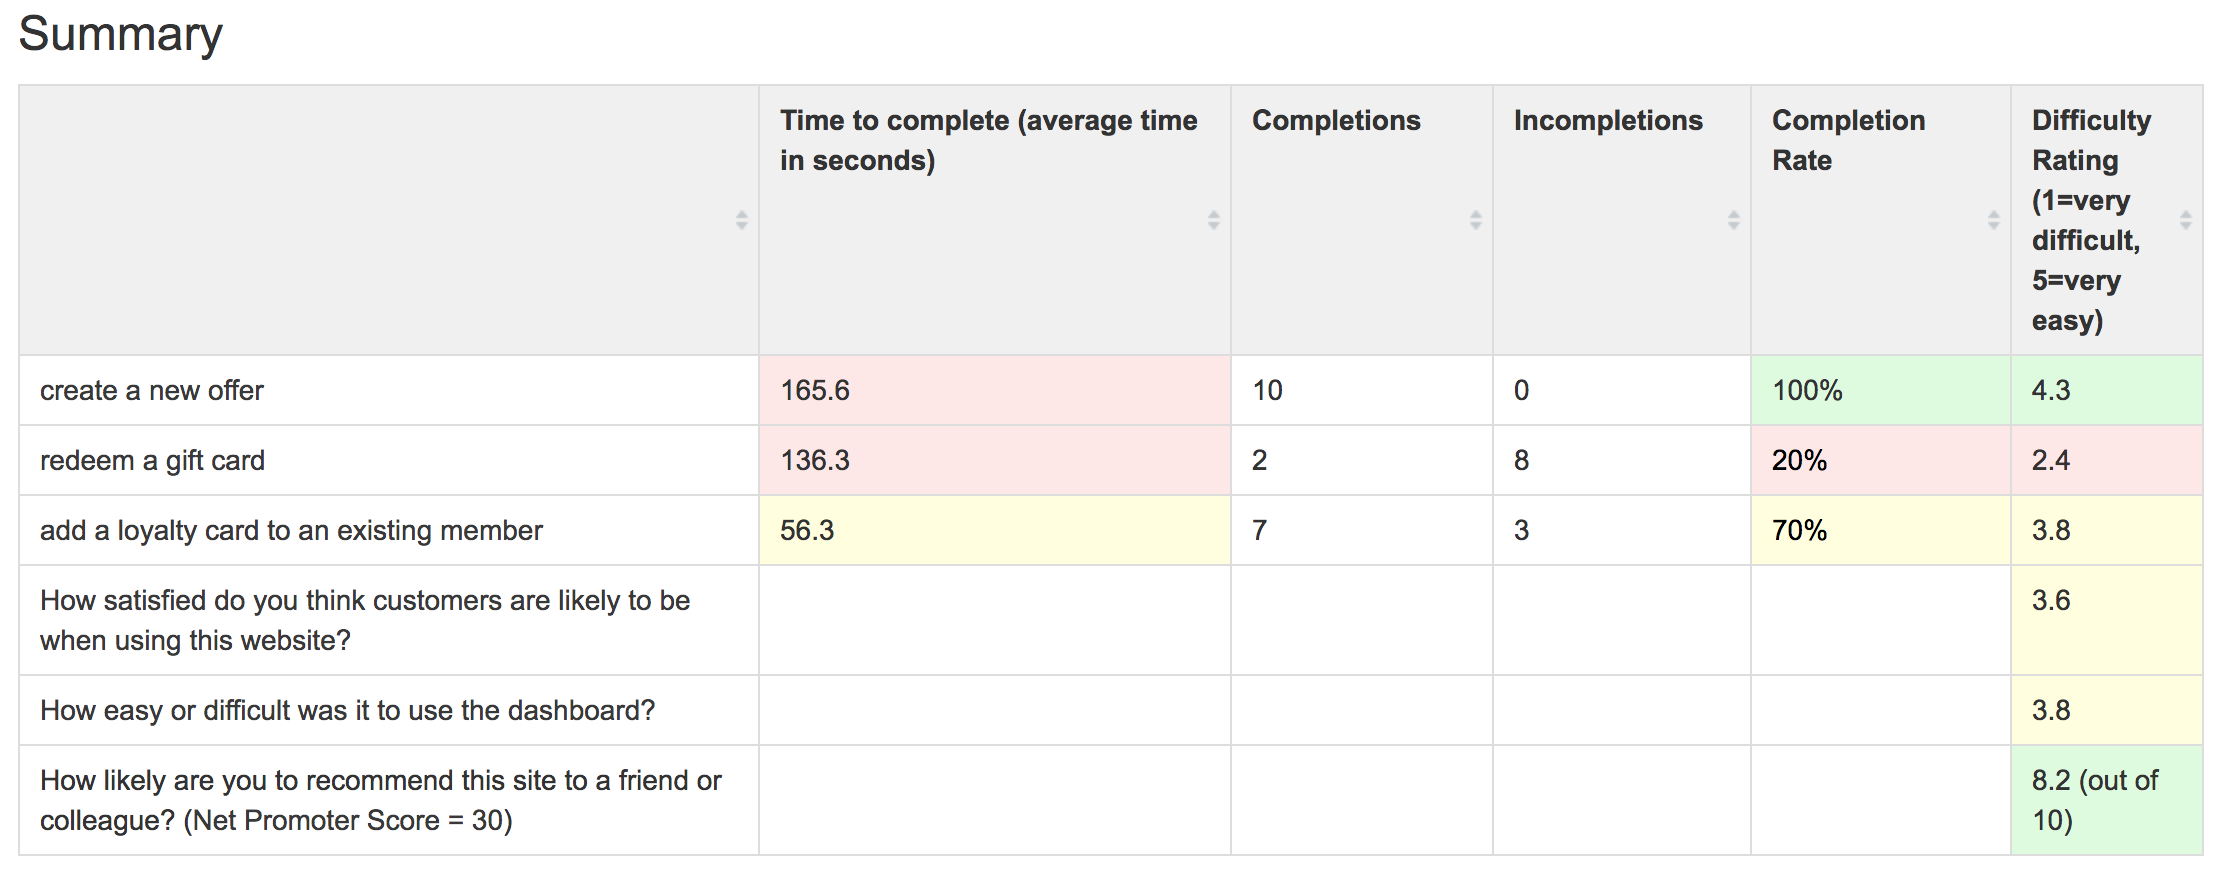 Summary
Time to complete (average time
in seconds)
Completions
Incompletions
Completion
Rate
Difficulty
Rating
(1=very
difficult,
5=very
easy)
create a new offer
165.6
10
0
100%
4.3
redeem a gift card
136.3
2
8
20%
2.4
add a loyalty card to an existing member
56.3
7
3
70%
3.8
How satisfied do you think customers are likely to be
when using this website?
3.6
How easy or difficult was it to use the dashboard?
3.8
How likely are you to recommend this site to a friend or
colleague? (Net Promoter Score = 30)
8.2 (out of
10)